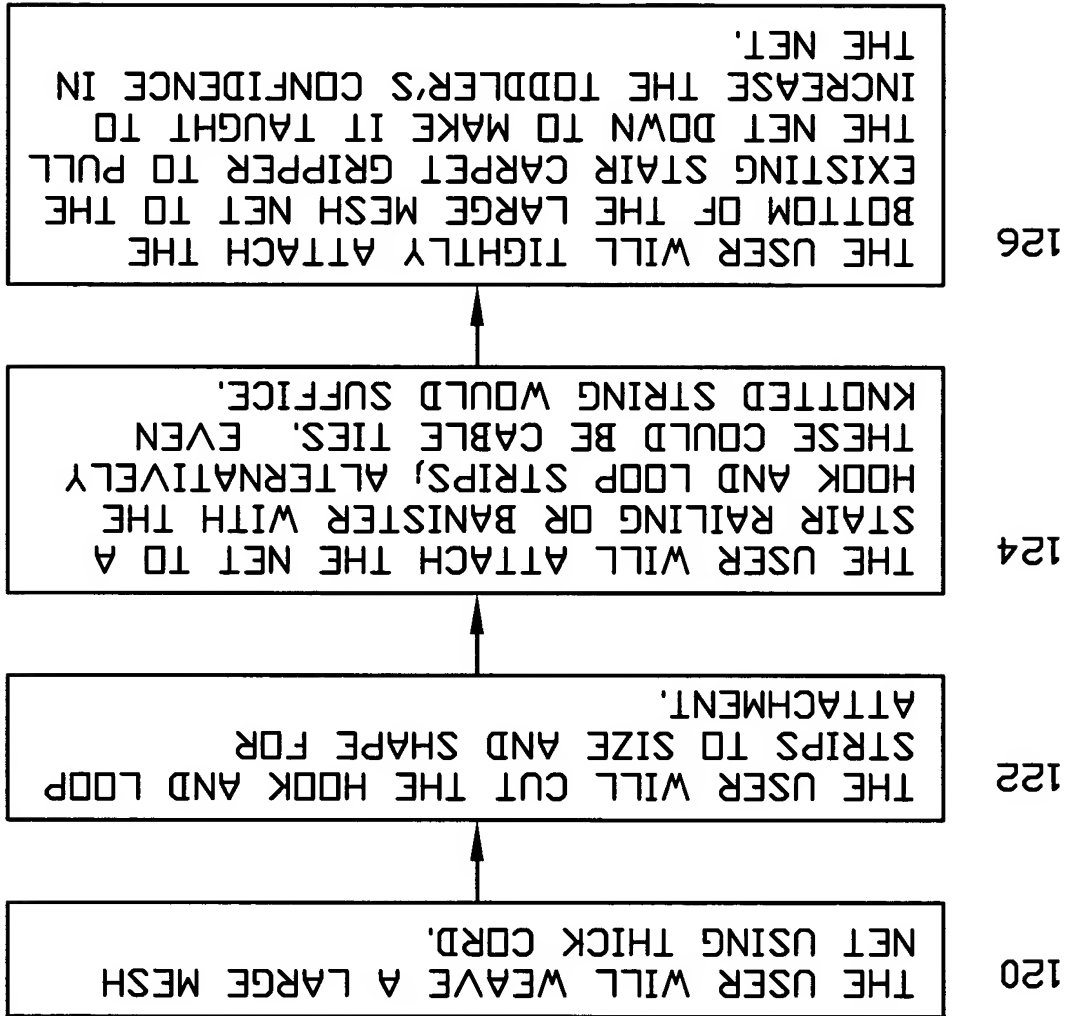 120
THE USER WILL WEAVE A LARGE MESH
NET USING THICK CORD.
122
THE USER WILL CUT THE HOOK AND LOOP
STRIPS TO SIZE AND SHAPE FOR
ATTACHMENT.
124
THE USER WILL ATTACH THE NET TO A
STAIR RAILING OR BANISTER WITH THE
HOOK AND LOOP STRIPS; ALTERNATIVELY
THESE COULD BE CABLE TIES. EVEN
KNOTTED STRING WOULD SUFFICE.
126
THE USER WILL TIGHTLY ATTACH THE
BOTTOM OF THE LARGE MESH NET TO THE
EXISTING STAIR CARPET GRIPPER TO PULL
THE NET DOWN TO MAKE IT TAUGHT TO
INCREASE THE TODDLER'S CONFIDENCE IN
THE NET.